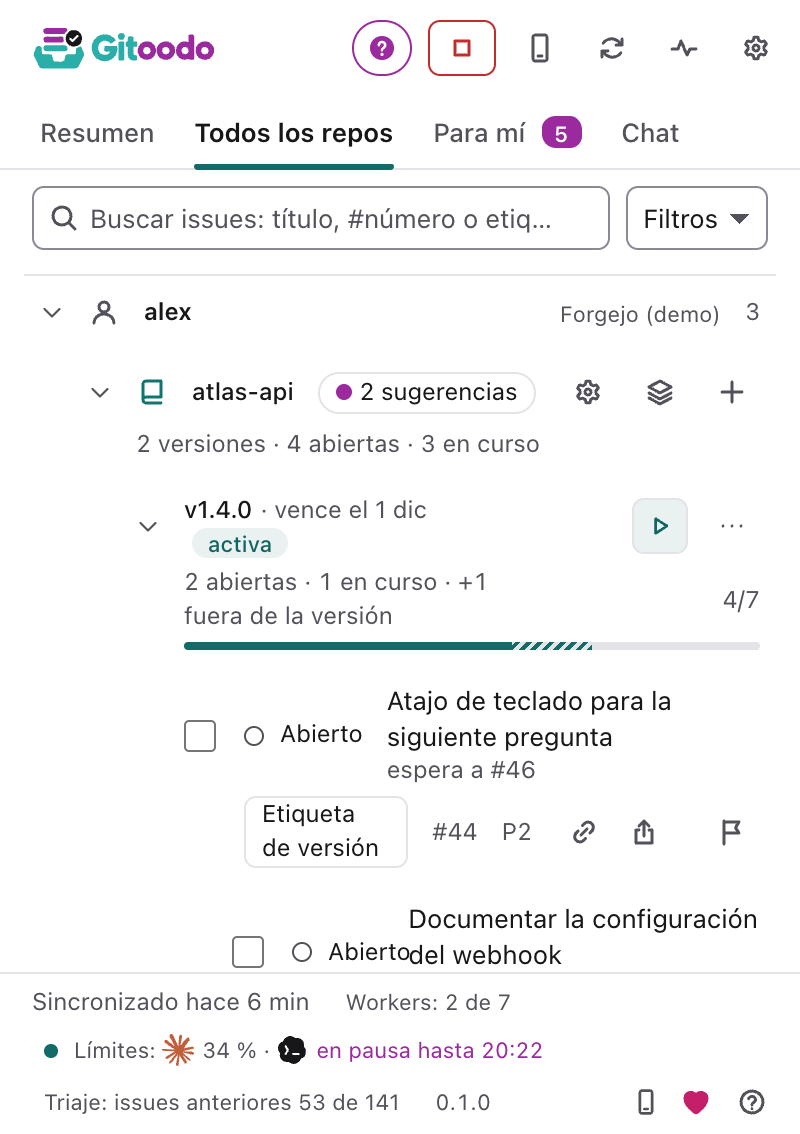 Gitoodo
Resumen Todos los repos Para mí 5 Chat
Buscar issues: título, #número o etiq... Filtros
alex Forgejo (demo) 3
atlas-api 2 sugerencias
2 versiones · 4 abiertas · 3 en curso
v1.4.0 · vence el 1 dic
activa
2 abiertas · 1 en curso · +1
fuera de la versión
4/7
Abierto
Atajo de teclado para la
siguiente pregunta
espera a #46
Etiqueta
de versión
#44 P2
Abierto
Documentar la configuración
del webhook
Sincronizado hace 6 min Workers: 2 de 7
Límites: 34 % · en pausa hasta 20:22
Triaje: issues anteriores 53 de 141 0.1.0